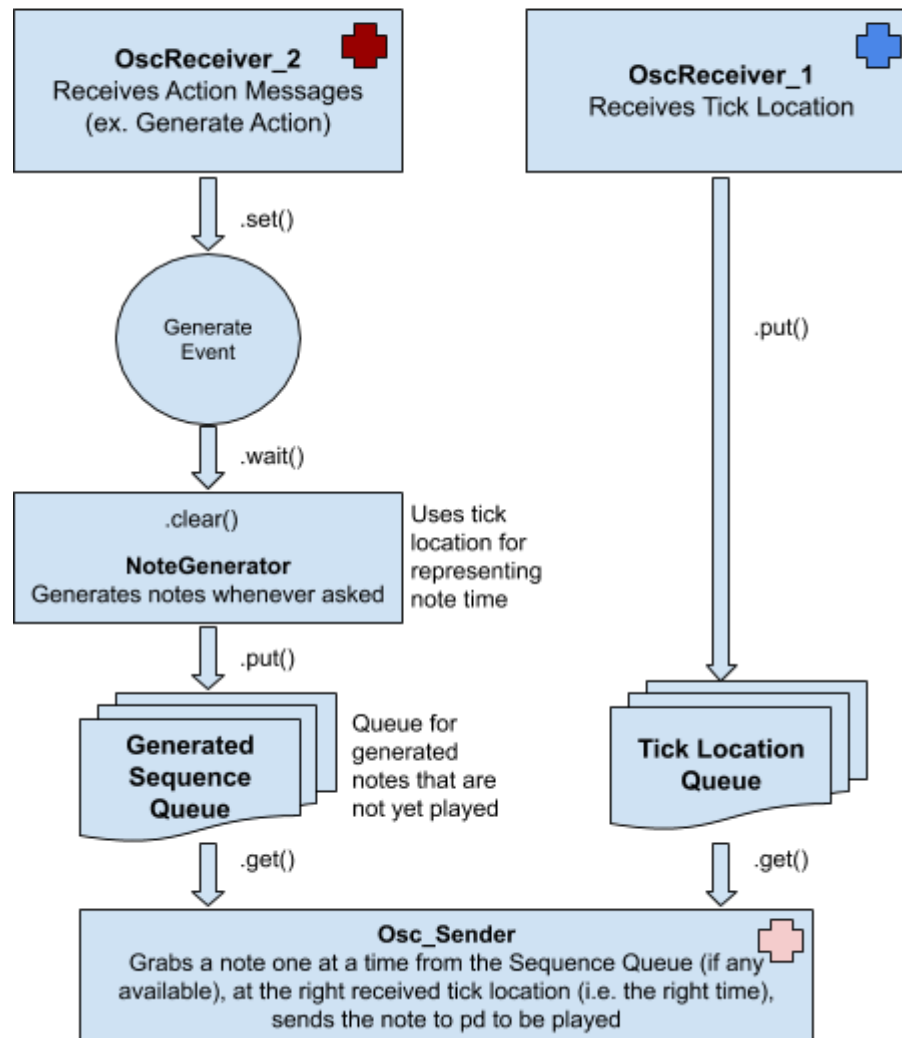 OscReceiver_2
Receives Action Messages
(ex. Generate Action)
OscReceiver_1
Receives Tick Location
.set()
Generate
Event
.put()
.wait()
.clear()
NoteGenerator
Generates notes whenever asked
Uses tick
location for
representing
note time
.put()
Generated
Sequence
Queue
Queue for
generated
notes that are
not yet played
Tick Location
Queue
.get()
.get()
Osc_Sender
Grabs a note one at a time from the Sequence Queue (if any
available), at the right received tick location (i.e. the right time),
sends the note to pd to be played